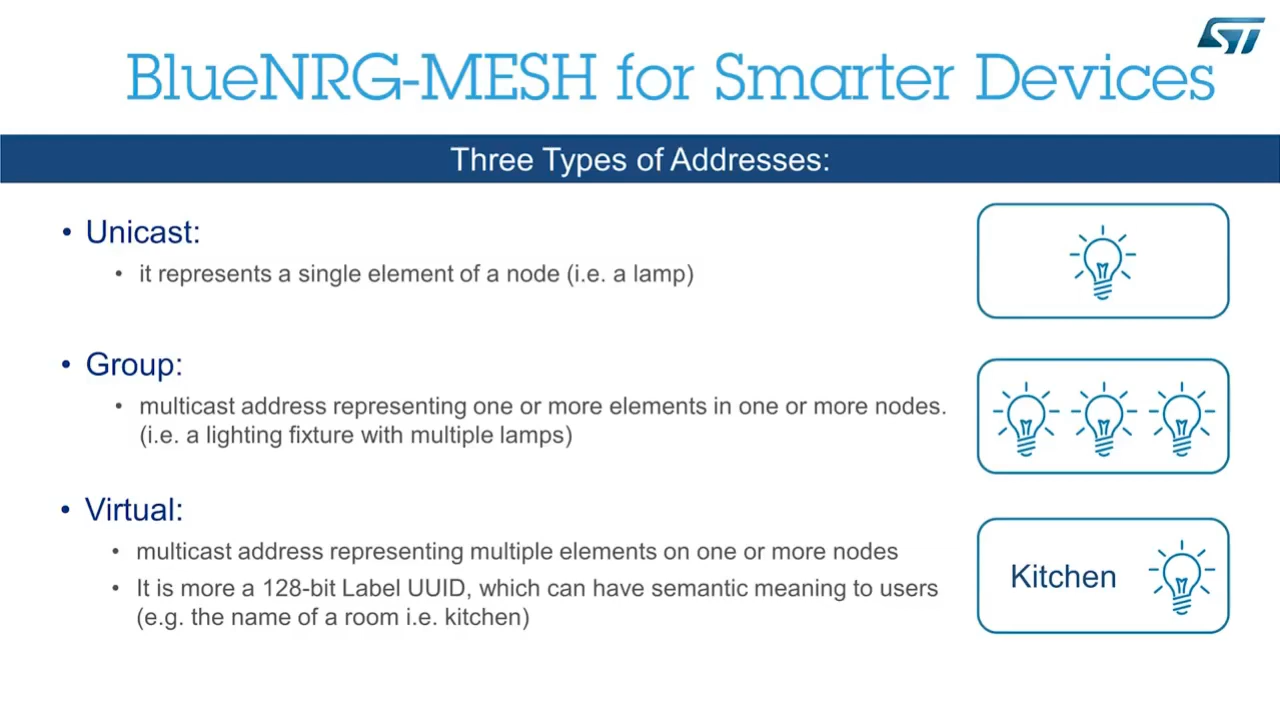 ST
BlueNRG-MESH for Smarter Devices
Three Types of Addresses:
• Unicast:
• it represents a single element of a node (i.e. a lamp)
• Group:
• multicast address representing one or more elements in one or more nodes.
(i.e. a lighting fixture with multiple lamps)
• Virtual:
• multicast address representing multiple elements on one or more nodes
• It is more a 128-bit Label UUID, which can have semantic meaning to users
(e.g. the name of a room i.e. kitchen)
Kitchen